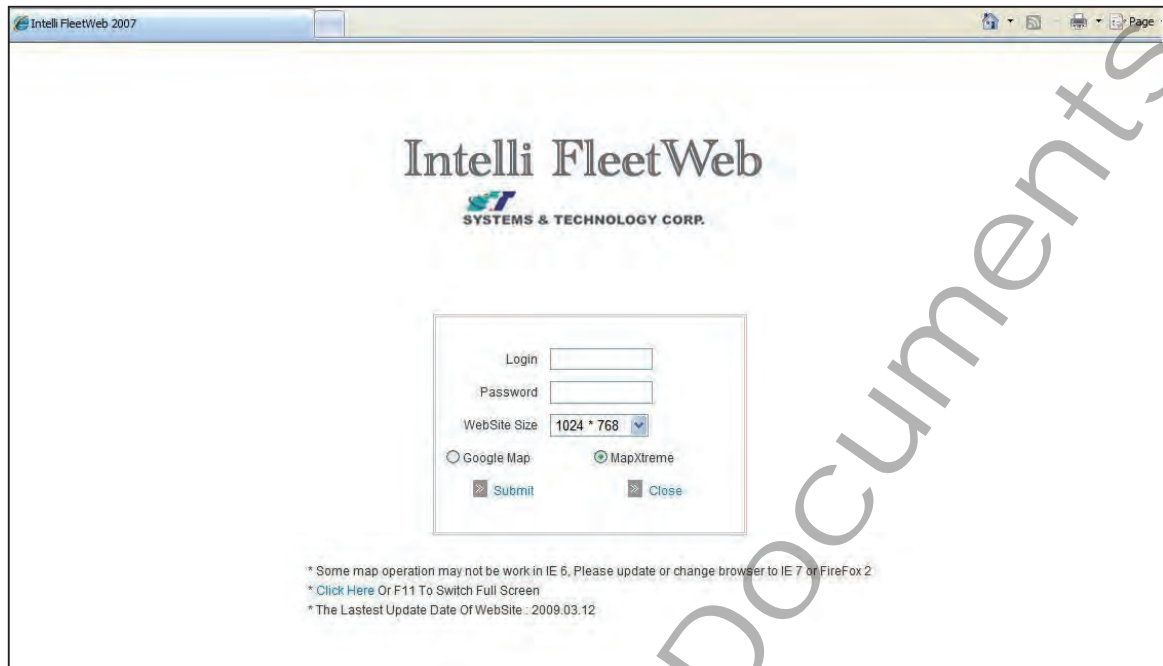 Intelli FleetWeb 2007
Page
Intelli FleetWeb
ST
SYSTEMS & TECHNOLOGY CORP.
Login
Password
WebSite Size 1024 * 768
Google Map MapXtreme
Submit Close
* Some map operation may not be work in IE 6, Please update or change browser to IE 7 or FireFox 2
* Click Here Or F11 To Switch Full Screen
* The Lastest Update Date Of WebSite : 2009.03.12
Documents